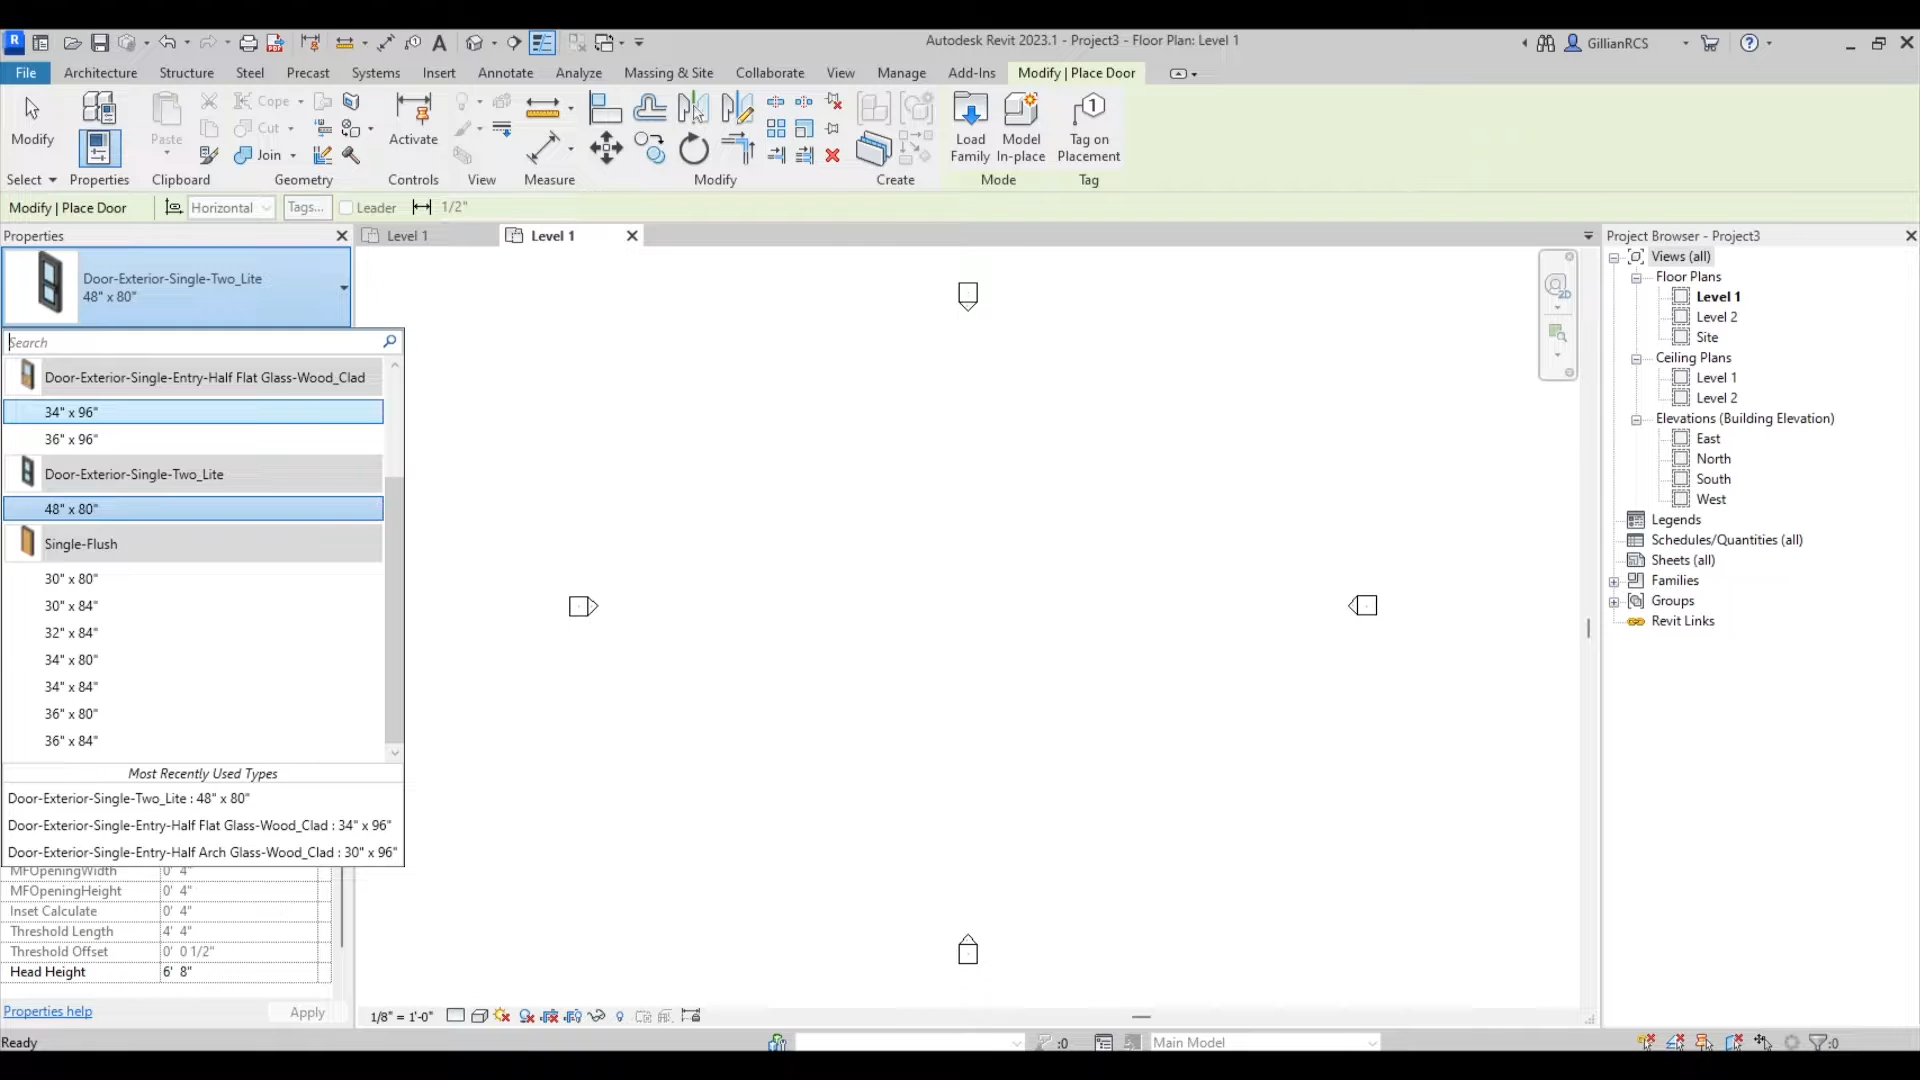 Autodesk Revit 2023.1 - Project3 - Floor Plan: Level 1
GillianRCS
File Architecture Structure Steel Precast Systems Insert Annotate Analyze Massing & Site Collaborate View Manage Add-Ins Modify | Place Door
Modify
Paste
Cope
Cut
Join
Activate
Load Family
Model In-place
Tag on Placement
Select Properties Clipboard Geometry Controls View Measure Modify Create Mode Tag
Modify | Place Door Horizontal Tags... Leader 1/2"
Properties
Level 1
Level 1
Project Browser - Project3
Door-Exterior-Single-Two_Lite
48" x 80"
Search
Door-Exterior-Single-Entry-Half Flat Glass-Wood_Clad
34" x 96"
36" x 96"
Door-Exterior-Single-Two_Lite
48" x 80"
Single-Flush
30" x 80"
30" x 84"
32" x 84"
34" x 80"
34" x 84"
36" x 80"
36" x 84"
Most Recently Used Types
Door-Exterior-Single-Two_Lite : 48" x 80"
Door-Exterior-Single-Entry-Half Flat Glass-Wood_Clad : 34" x 96"
Door-Exterior-Single-Entry-Half Arch Glass-Wood_Clad : 30" x 96"
MFOpeningWidth 0' 4"
MFOpeningHeight 0' 4"
Inset Calculate 0' 4"
Threshold Length 4' 4"
Threshold Offset 0' 0 1/2"
Head Height 6' 8"
Properties help Apply
1/8" = 1'-0"
Views (all)
Floor Plans
Level 1
Level 2
Site
Ceiling Plans
Level 1
Level 2
Elevations (Building Elevation)
East
North
South
West
Legends
Schedules/Quantities (all)
Sheets (all)
Families
Groups
Revit Links
2D
Ready
:0
Main Model
:0